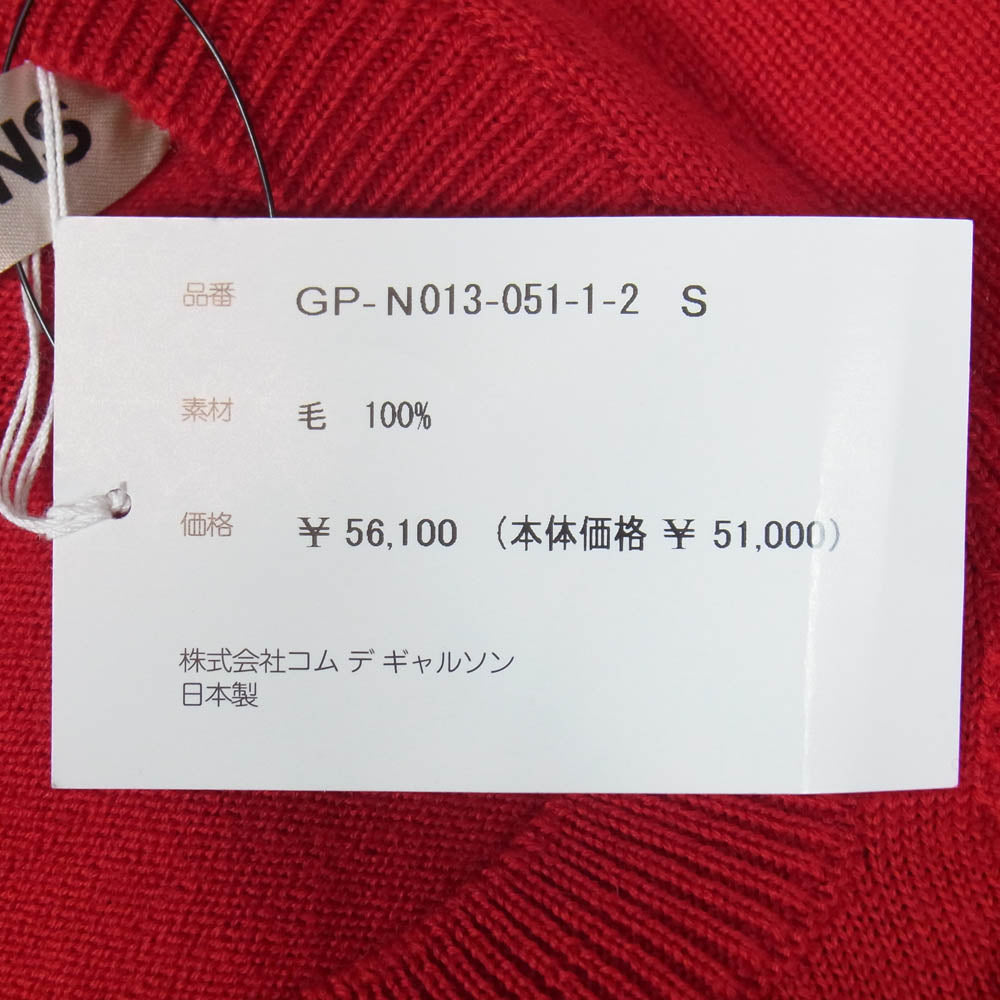 NS
品番 GP-N013-051-1-2 S
素材 毛 100%
価格 ￥ 56,100 (本体価格 ￥ 51,000)
株式会社コム デ ギャルソン
日本製